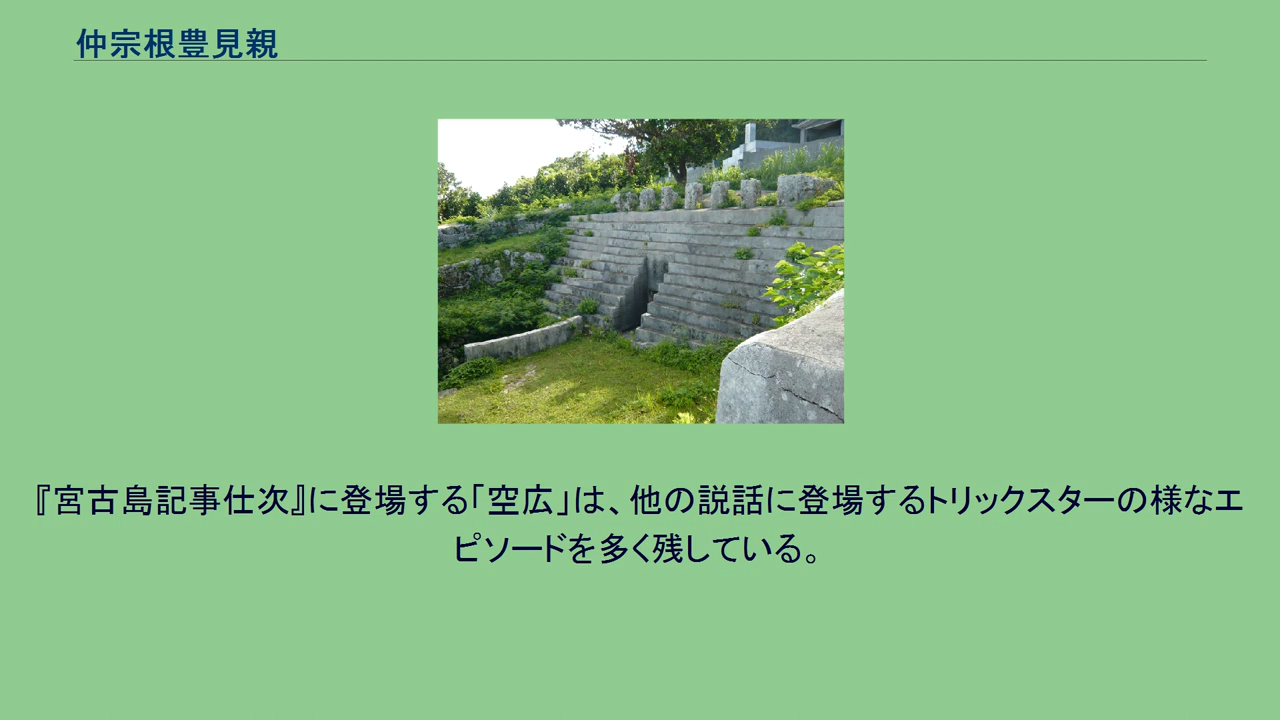 仲宗根豊見親
『宮古島記事仕次』に登場する「空広」は、他の説話に登場するトリックスターの様なエ
ピソードを多く残している。